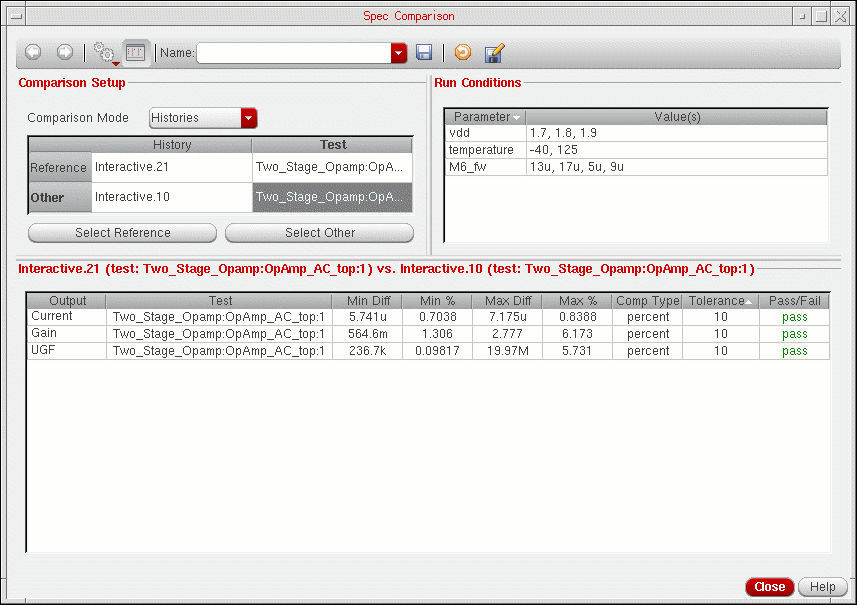 Spec Comparison
Name:
Comparison Setup
Comparison Mode Histories
History Test
Reference Interactive.21 Two_Stage_Opamp:OpA...
Other Interactive.10 Two_Stage_Opamp:OpA...
Select Reference Select Other
Run Conditions
Parameter Value(s)
vdd 1.7, 1.8, 1.9
temperature -40, 125
M6_fw 13u, 17u, 5u, 9u
Interactive.21 (test: Two_Stage_Opamp:OpAmp_AC_top:1) vs. Interactive.10 (test: Two_Stage_Opamp:OpAmp_AC_top:1)
Output Test Min Diff Min % Max Diff Max % Comp Type Tolerance Pass/Fail
Current Two_Stage_Opamp:OpAmp_AC_top:1 5.741u 0.7038 7.175u 0.8388 percent 10 pass
Gain Two_Stage_Opamp:OpAmp_AC_top:1 564.6m 1.306 2.777 6.173 percent 10 pass
UGF Two_Stage_Opamp:OpAmp_AC_top:1 236.7k 0.09817 19.97M 5.731 percent 10 pass
Close Help